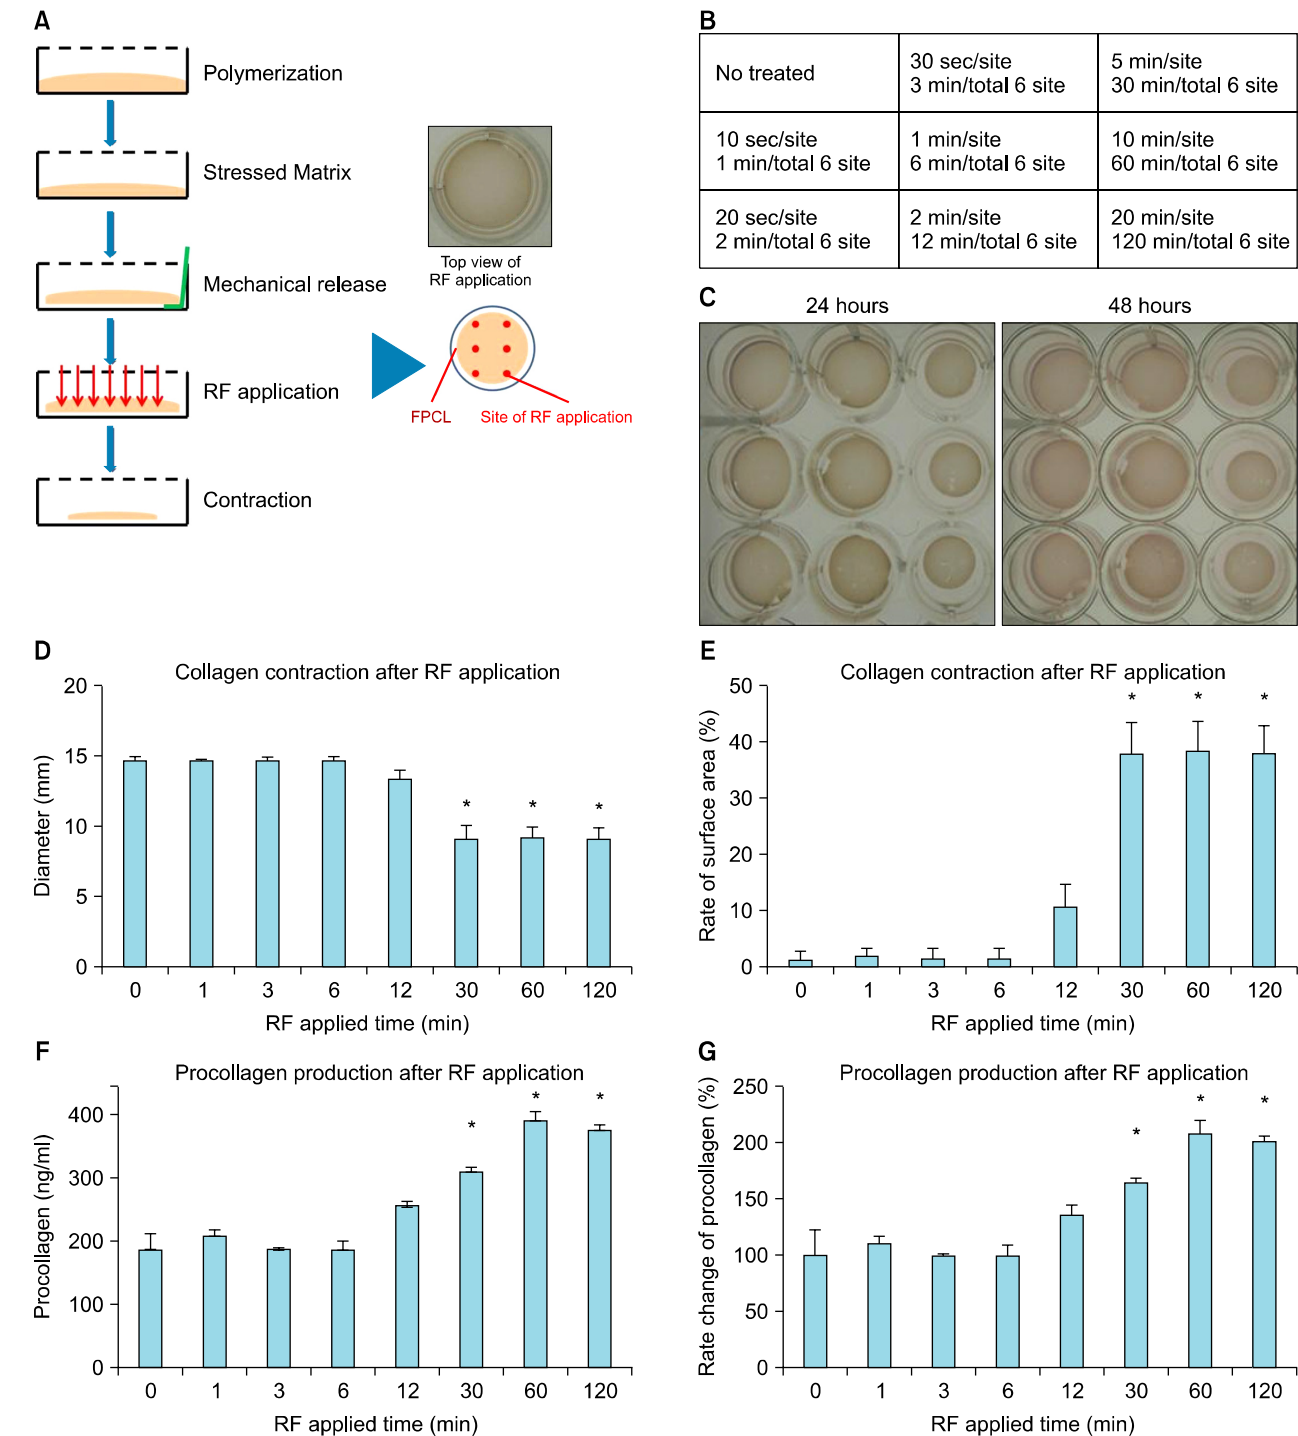 A
Polymerization
Stressed Matrix
Mechanical release
RF application
Contraction
Top view of
RF application
FPCL
Site of RF application
B
No treated
30 sec/site
3 min/total 6 site
5 min/site
30 min/total 6 site
10 sec/site
1 min/total 6 site
1 min/site
6 min/total 6 site
10 min/site
60 min/total 6 site
20 sec/site
2 min/total 6 site
2 min/site
12 min/total 6 site
20 min/site
120 min/total 6 site
C
24 hours
48 hours
D
Collagen contraction after RF application
Diameter (mm)
20
15
10
5
0
* * *
0 1 3 6 12 30 60 120
RF applied time (min)
E
Collagen contraction after RF application
Rate of surface area (%)
50
40
30
20
10
0
* * *
0 1 3 6 12 30 60 120
RF applied time (min)
F
Procollagen production after RF application
Procollagen (ng/ml)
400
300
200
100
0
* * *
0 1 3 6 12 30 60 120
RF applied time (min)
G
Procollagen production after RF application
Rate change of procollagen (%)
250
200
150
100
50
0
* * *
0 1 3 6 12 30 60 120
RF applied time (min)